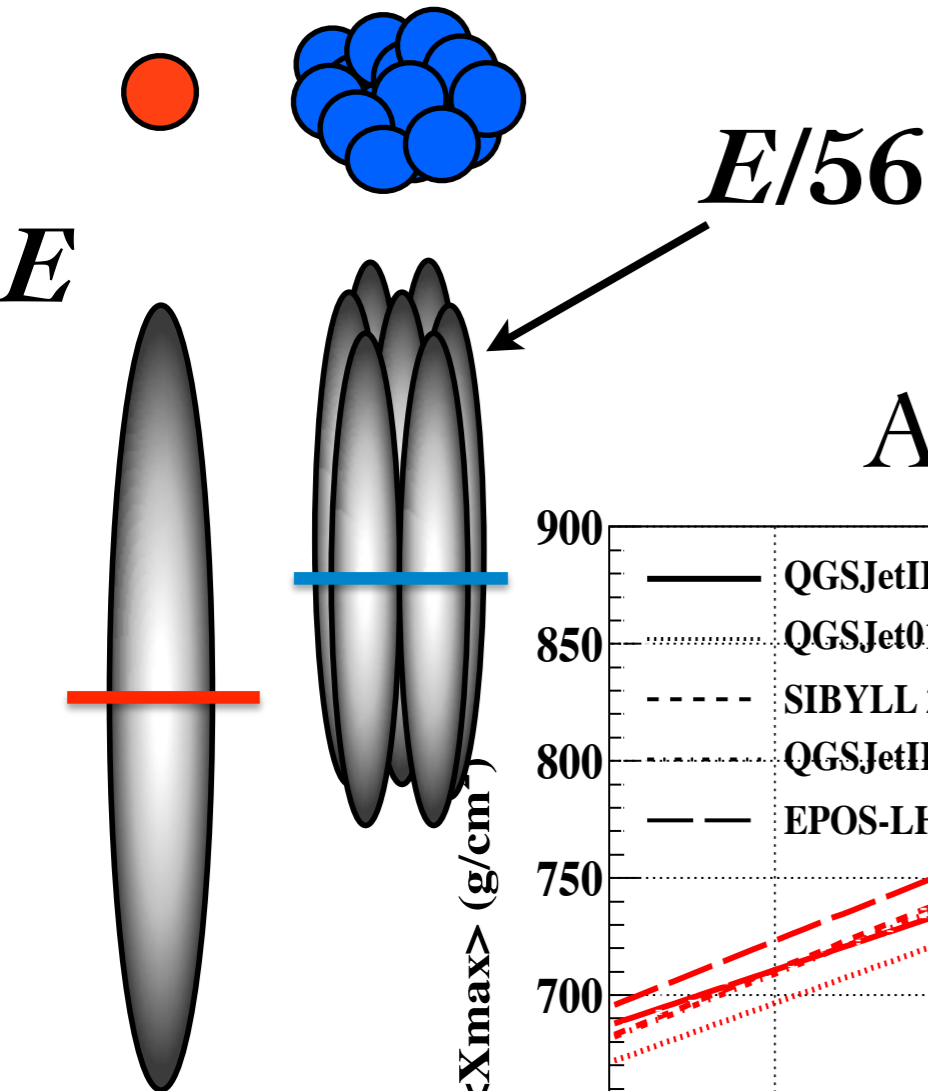 E/56
E
A
900
QGSJetII
850
QGSJet01
SIBYLL
800
QGSJetII
EPOS-LH
750
700
<Xmax> (g/cm